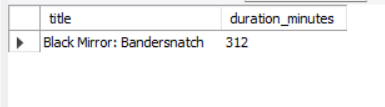 title duration_minutes
Black Mirror: Bandersnatch 312